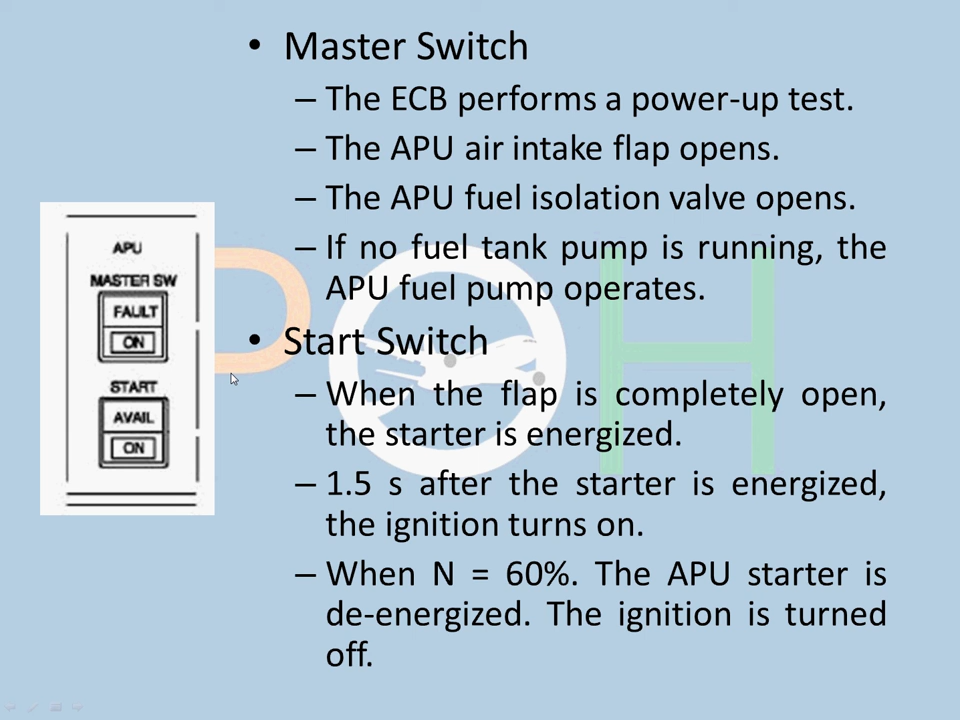 • Master Switch
– The ECB performs a power-up test.
– The APU air intake flap opens.
– The APU fuel isolation valve opens.
– If no fuel tank pump is running, the
APU fuel pump operates.
• Start Switch
– When the flap is completely open,
the starter is energized.
– 1.5 s after the starter is energized,
the ignition turns on.
– When N = 60%. The APU starter is
de-energized. The ignition is turned
off.
APU
MASTER SW
FAULT
ON
START
AVAIL
ON
POH